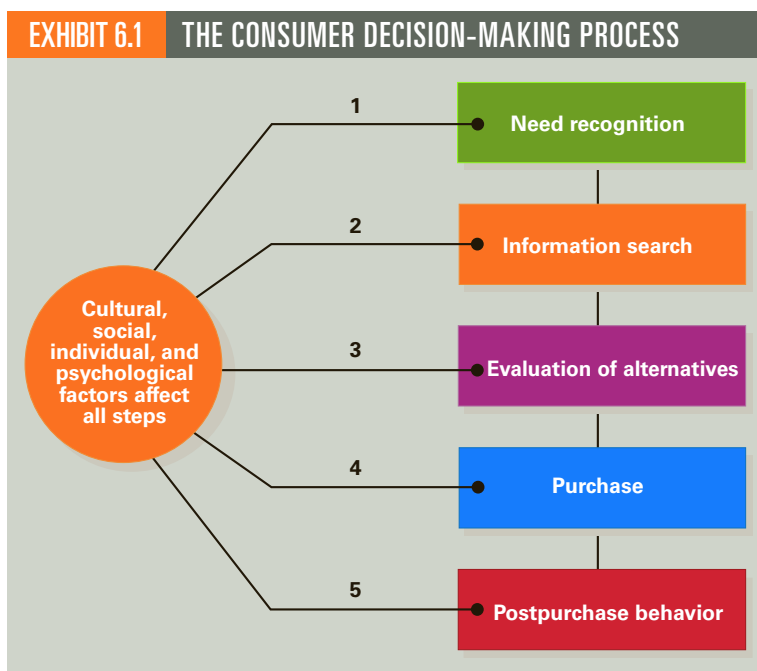 EXHIBIT 6.1 THE CONSUMER DECISION-MAKING PROCESS
1
Need recognition
2
Information search
Cultural,
social,
individual, and
psychological
factors affect
all steps
3
Evaluation of alternatives
4
Purchase
5
Postpurchase behavior